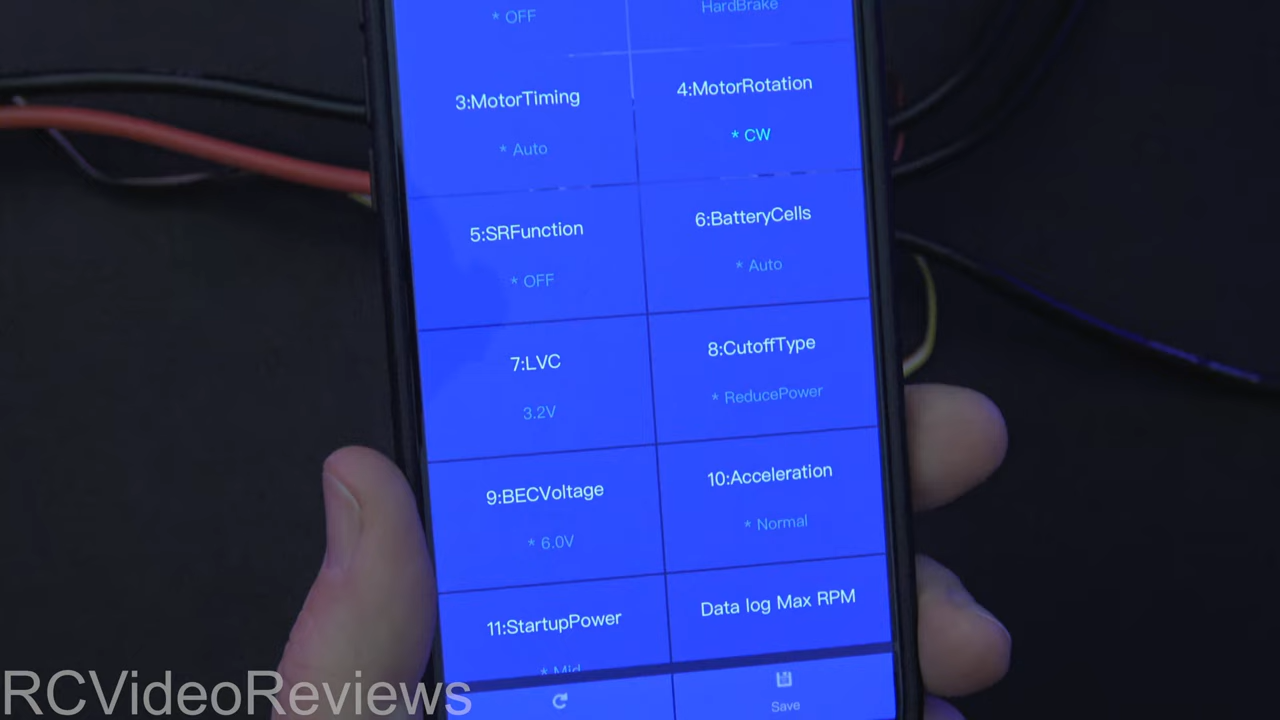 * OFF
HardBrake
3:MotorTiming
4:MotorRotation
* Auto
* CW
5:SRFunction
6:BatteryCells
* OFF
* Auto
7:LVC
8:CutoffType
3.2V
* ReducePower
9:BECVoltage
10:Acceleration
* 6.0V
* Normal
11:StartupPower
Data log Max RPM
* Mid
Save
RCVideoReviews